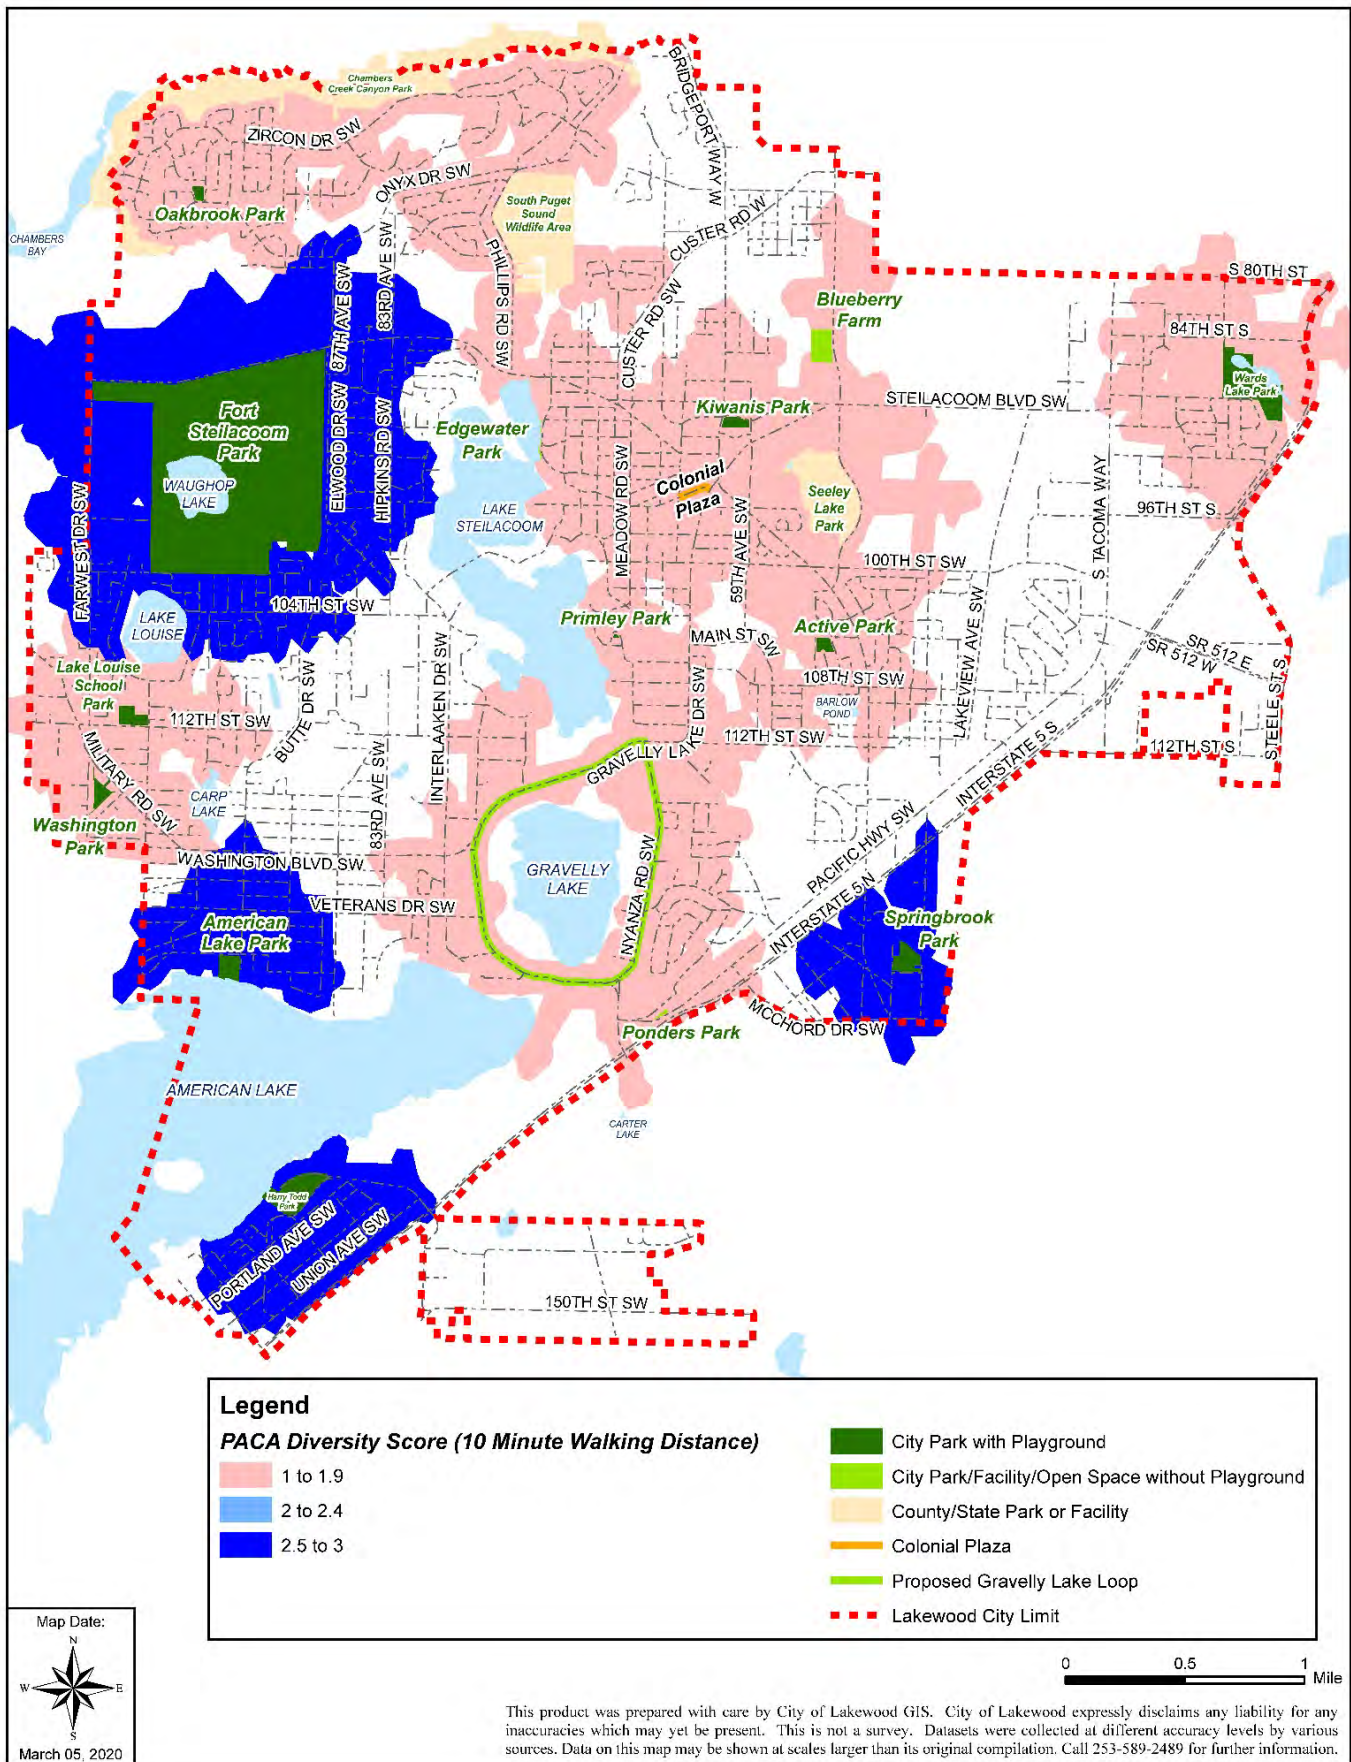 BRIDGEPORT WAY W
Chambers
Creek Canyon Park
ZIRCON DR SW
ONYX DR SW
Oakbrook Park
South Puget
Sound
Wildlife Area
CHAMBERS
BAY
CUSTER RD W
PHILLIPS RD SW
83RD AVE SW
87TH AVE SW
S 80TH ST
Blueberry
Farm
84TH ST S
CUSTER RD SW
Wards
Lake Park
Fort
Steilacoom
Park
ELWOOD DR SW
HIPKINS RD SW
Edgewater
Park
Kiwanis Park
STEILACOOM BLVD SW
WAUGHOP
LAKE
Colonial
Plaza
MEADOW RD SW
Seeley
Lake
Park
S TACOMA WAY
LAKE
STEILACOOM
96TH ST S
FARWEST DR SW
59TH AVE SW
100TH ST SW
104TH ST SW
LAKE
LOUISE
Primley Park
MAIN ST SW
Active Park
LAKEVIEW AVE SW
SR 512 E
SR 512 W
Lake Louise
School
Park
108TH ST SW
BARLOW
POND
112TH ST SW
BUTTE DR SW
INTERLAAKEN DR SW
GRAVELLY LAKE DR SW
112TH ST SW
112TH ST S
STEELE ST S
MILITARY RD SW
CARP
LAKE
83RD AVE SW
INTERSTATE 5 S
Washington
Park
WASHINGTON BLVD SW
GRAVELLY
LAKE
NYANZA RD SW
PACIFIC HWY SW
INTERSTATE 5 N
VETERANS DR SW
American
Lake Park
Springbrook
Park
Ponders Park
MCCHORD DR SW
AMERICAN LAKE
CARTER
LAKE
Harry Todd
Park
PORTLAND AVE SW
UNION AVE SW
150TH ST SW
Legend
PACA Diversity Score (10 Minute Walking Distance)
1 to 1.9
2 to 2.4
2.5 to 3
City Park with Playground
City Park/Facility/Open Space without Playground
County/State Park or Facility
Colonial Plaza
Proposed Gravelly Lake Loop
Lakewood City Limit
Map Date:
N
W E
S
March 05, 2020
0 0.5 1
Mile
This product was prepared with care by City of Lakewood GIS. City of Lakewood expressly disclaims any liability for any
inaccuracies which may yet be present. This is not a survey. Datasets were collected at different accuracy levels by various
sources. Data on this map may be shown at scales larger than its original compilation. Call 253-589-2489 for further information.